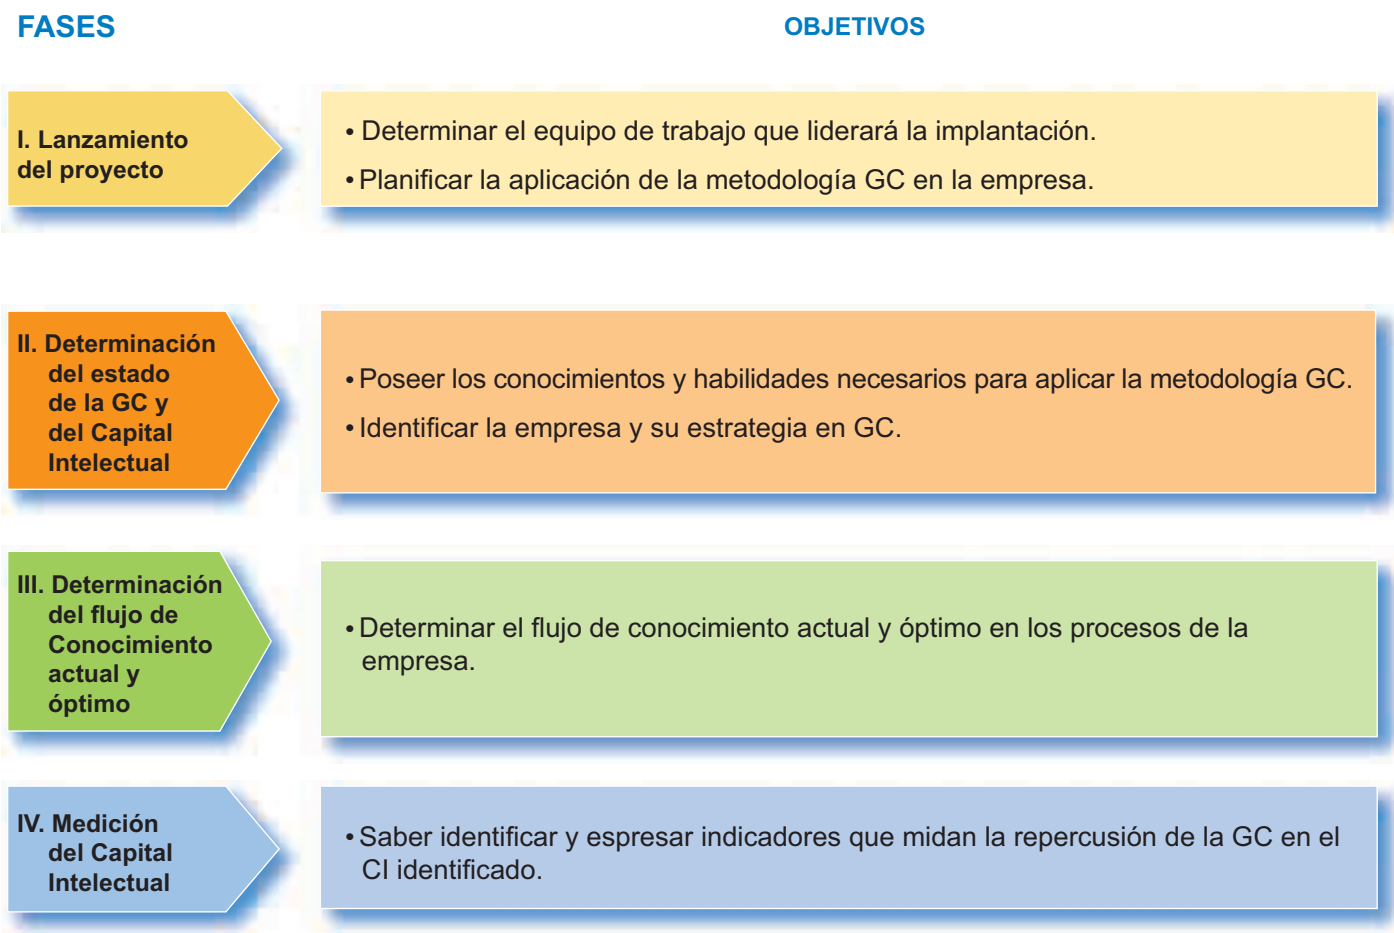 FASES
OBJETIVOS
I. Lanzamiento
del proyecto
• Determinar el equipo de trabajo que liderará la implantación.
• Planificar la aplicación de la metodología GC en la empresa.
II. Determinación
del estado
de la GC y
del Capital
Intelectual
• Poseer los conocimientos y habilidades necesarios para aplicar la metodología GC.
• Identificar la empresa y su estrategia en GC.
III. Determinación
del flujo de
Conocimiento
actual y
óptimo
• Determinar el flujo de conocimiento actual y óptimo en los procesos de la
empresa.
IV. Medición
del Capital
Intelectual
• Saber identificar y espresar indicadores que midan la repercusión de la GC en el
CI identificado.